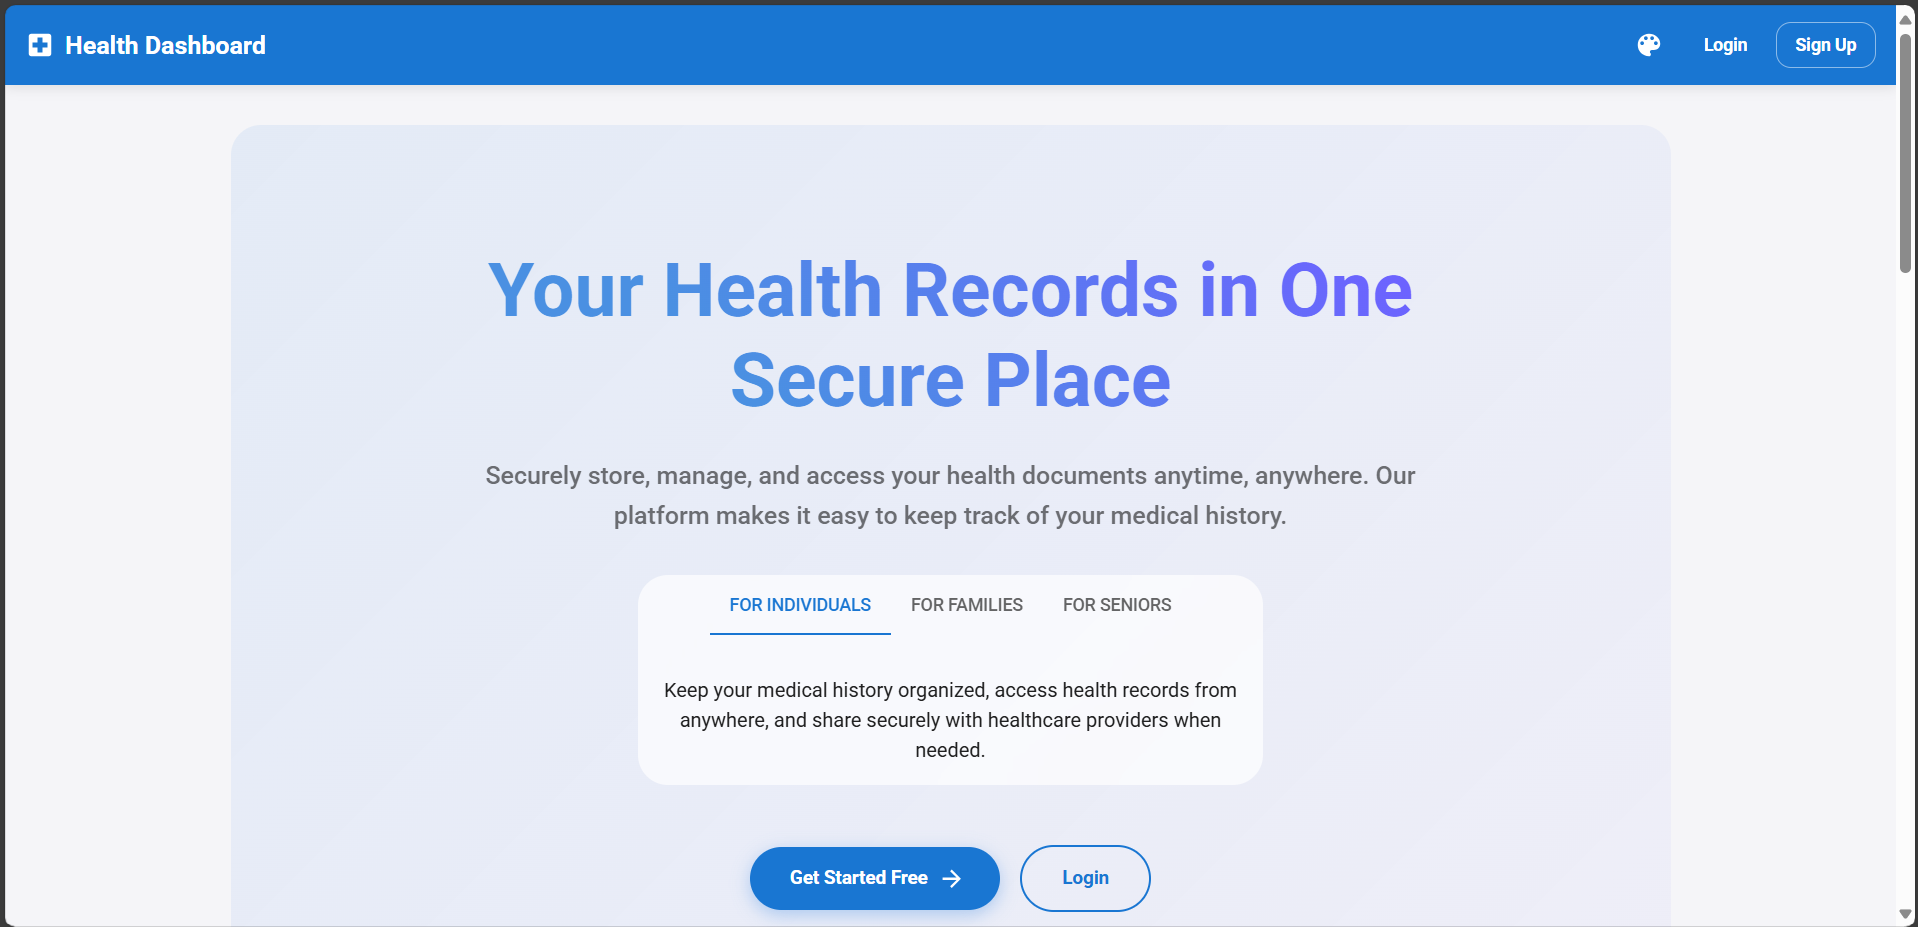 Health Dashboard
Login
Sign Up
Your Health Records in One
Secure Place
Securely store, manage, and access your health documents anytime, anywhere. Our
platform makes it easy to keep track of your medical history.
FOR INDIVIDUALS
FOR FAMILIES
FOR SENIORS
Keep your medical history organized, access health records from
anywhere, and share securely with healthcare providers when
needed.
Get Started Free
Login